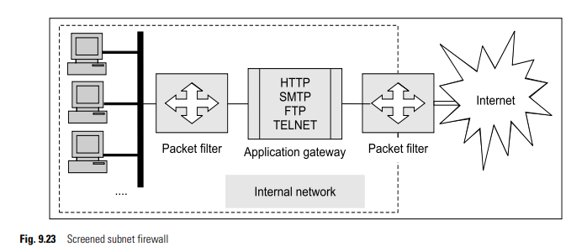 HTTP
SMTP
FTP
TELNET
Internet
Packet filter
Application gateway
Packet filter
....
Internal network
Fig. 9.23 Screened subnet firewall